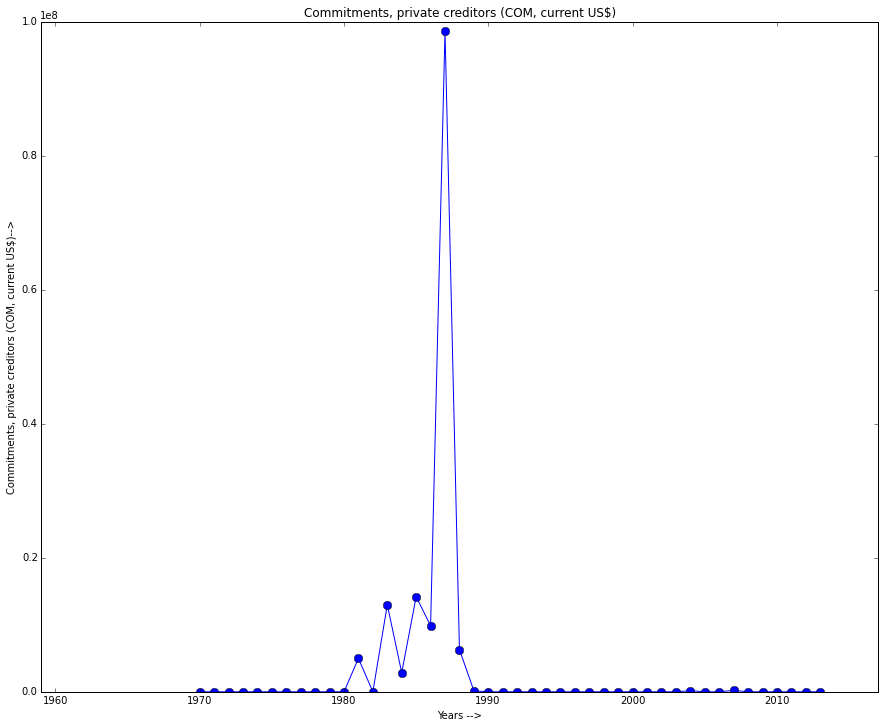 Commitments, private creditors (COM, current US$)
1e8
1.0
0.8
0.6
0.4
0.2
0.0
Commitments, private creditors (COM, current US$)-->
1960 1970 1980 1990 2000 2010
Years -->